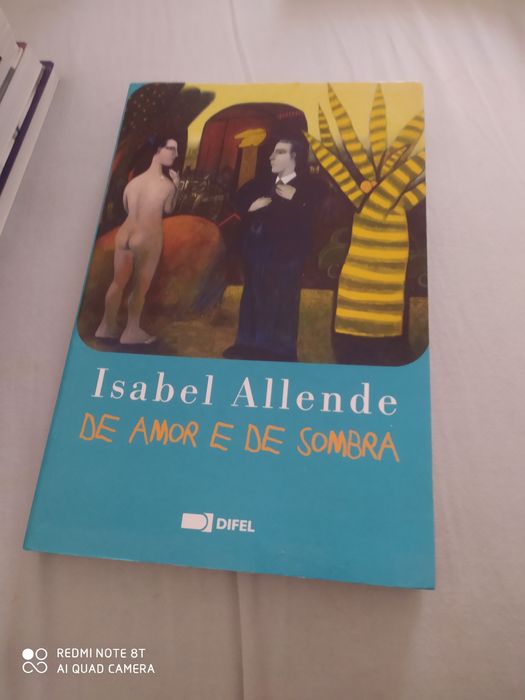 Isabel Allende
DE AMOR E DE SOMBRA
DIFEL
REDMI NOTE 8T
AI QUAD CAMERA